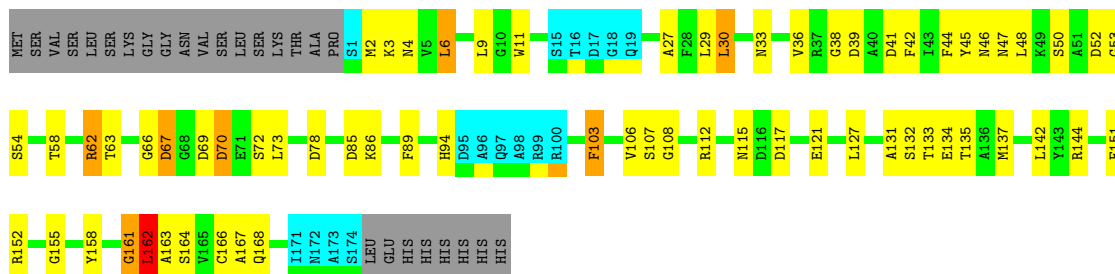 MET SER VAL SER LEU SER LYS GLY GLY ASN VAL SER LEU SER LYS THR ALA PRO S1 M2 K3 N4 V5 L6 L9 G10 W11 S15 T16 D17 G18 Q19 A27 F28 L29 L30 N33 V36 R37 G38 D39 A40 D41 F42 I43 F44 Y45 N46 N47 L48 K49 S50 A51 D52 G53
S54 T58 R62 T63 G66 D67 G68 D69 D70 E71 S72 L73 D78 D85 K86 F89 H94 D95 A96 Q97 A98 R99 R100 F103 V106 S107 G108 R112 N115 D116 D117 E121 L127 A131 S132 T133 E134 T135 A136 M137 L142 Y143 R144 E151
R152 G155 Y158 G161 L162 A163 S164 V165 C166 A167 Q168 I171 N172 A173 S174 LEU GLU HIS HIS HIS HIS HIS HIS